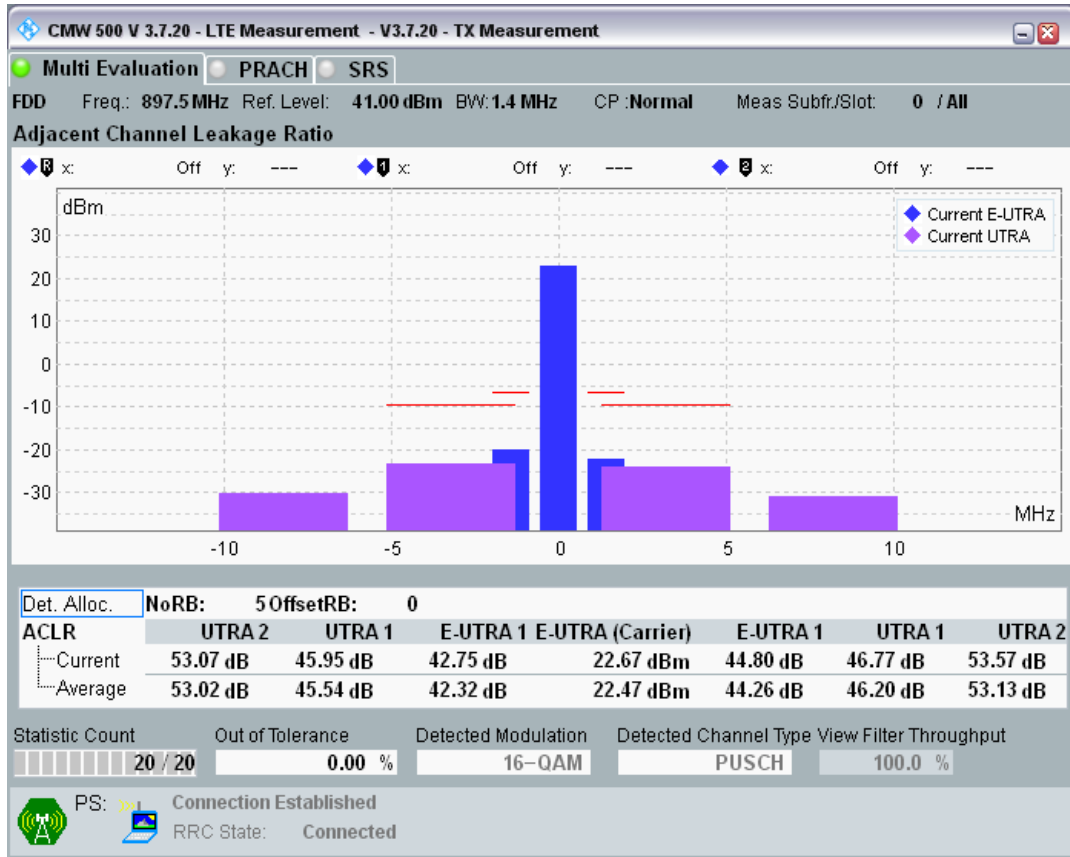 CMW 500 V 3.7.20 - LTE Measurement - V3.7.20 - TX Measurement
Multi Evaluation PRACH SRS
FDD Freq.: 897.5 MHz Ref. Level: 41.00 dBm BW: 1.4 MHz CP :Normal Meas Subfr./Slot: 0 / All
Adjacent Channel Leakage Ratio
R x: Off y: --- 1 x: Off y: --- 2 x: Off y: ---
dBm
Current E-UTRA
Current UTRA
30
20
10
0
-10
-20
-30
MHz
-10 -5 0 5 10
Det. Alloc. NoRB: 5 OffsetRB: 0
ACLR UTRA 2 UTRA 1 E-UTRA 1 E-UTRA (Carrier) E-UTRA 1 UTRA 1 UTRA 2
Current 53.07 dB 45.95 dB 42.75 dB 22.67 dBm 44.80 dB 46.77 dB 53.57 dB
Average 53.02 dB 45.54 dB 42.32 dB 22.47 dBm 44.26 dB 46.20 dB 53.13 dB
Statistic Count Out of Tolerance Detected Modulation Detected Channel Type View Filter Throughput
20 / 20 0.00 % 16-QAM PUSCH 100.0 %
PS: Connection Established
RRC State: Connected